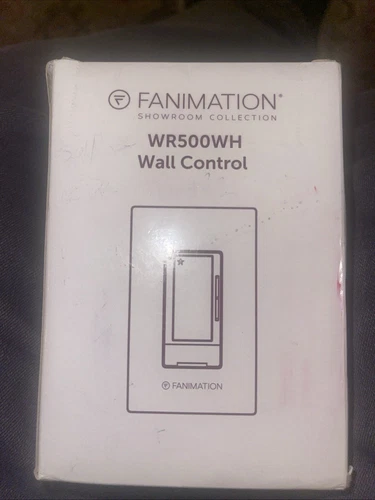 FANIMATION®
SHOWROOM COLLECTION
WR500WH
Wall Control
FANIMATION